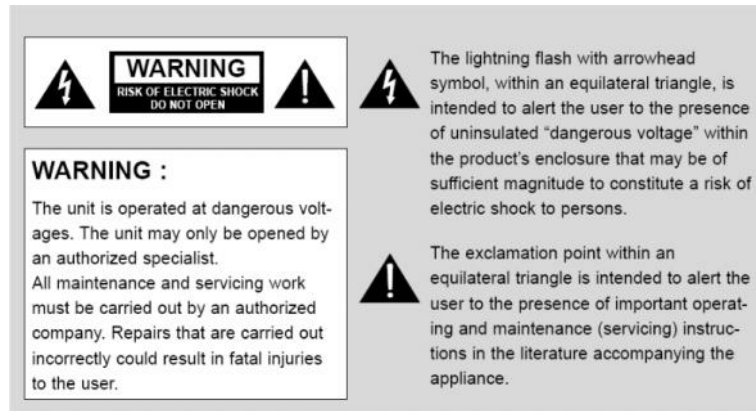 WARNING
RISK OF ELECTRIC SHOCK
DO NOT OPEN
WARNING :
The unit is operated at dangerous volt-
ages. The unit may only be opened by
an authorized specialist.
All maintenance and servicing work
must be carried out by an authorized
company. Repairs that are carried out
incorrectly could result in fatal injuries
to the user.
The lightning flash with arrowhead
symbol, within an equilateral triangle, is
intended to alert the user to the presence
of uninsulated “dangerous voltage” within
the product’s enclosure that may be of
sufficient magnitude to constitute a risk of
electric shock to persons.
The exclamation point within an
equilateral triangle is intended to alert the
user to the presence of important operat-
ing and maintenance (servicing) instruc-
tions in the literature accompanying the
appliance.